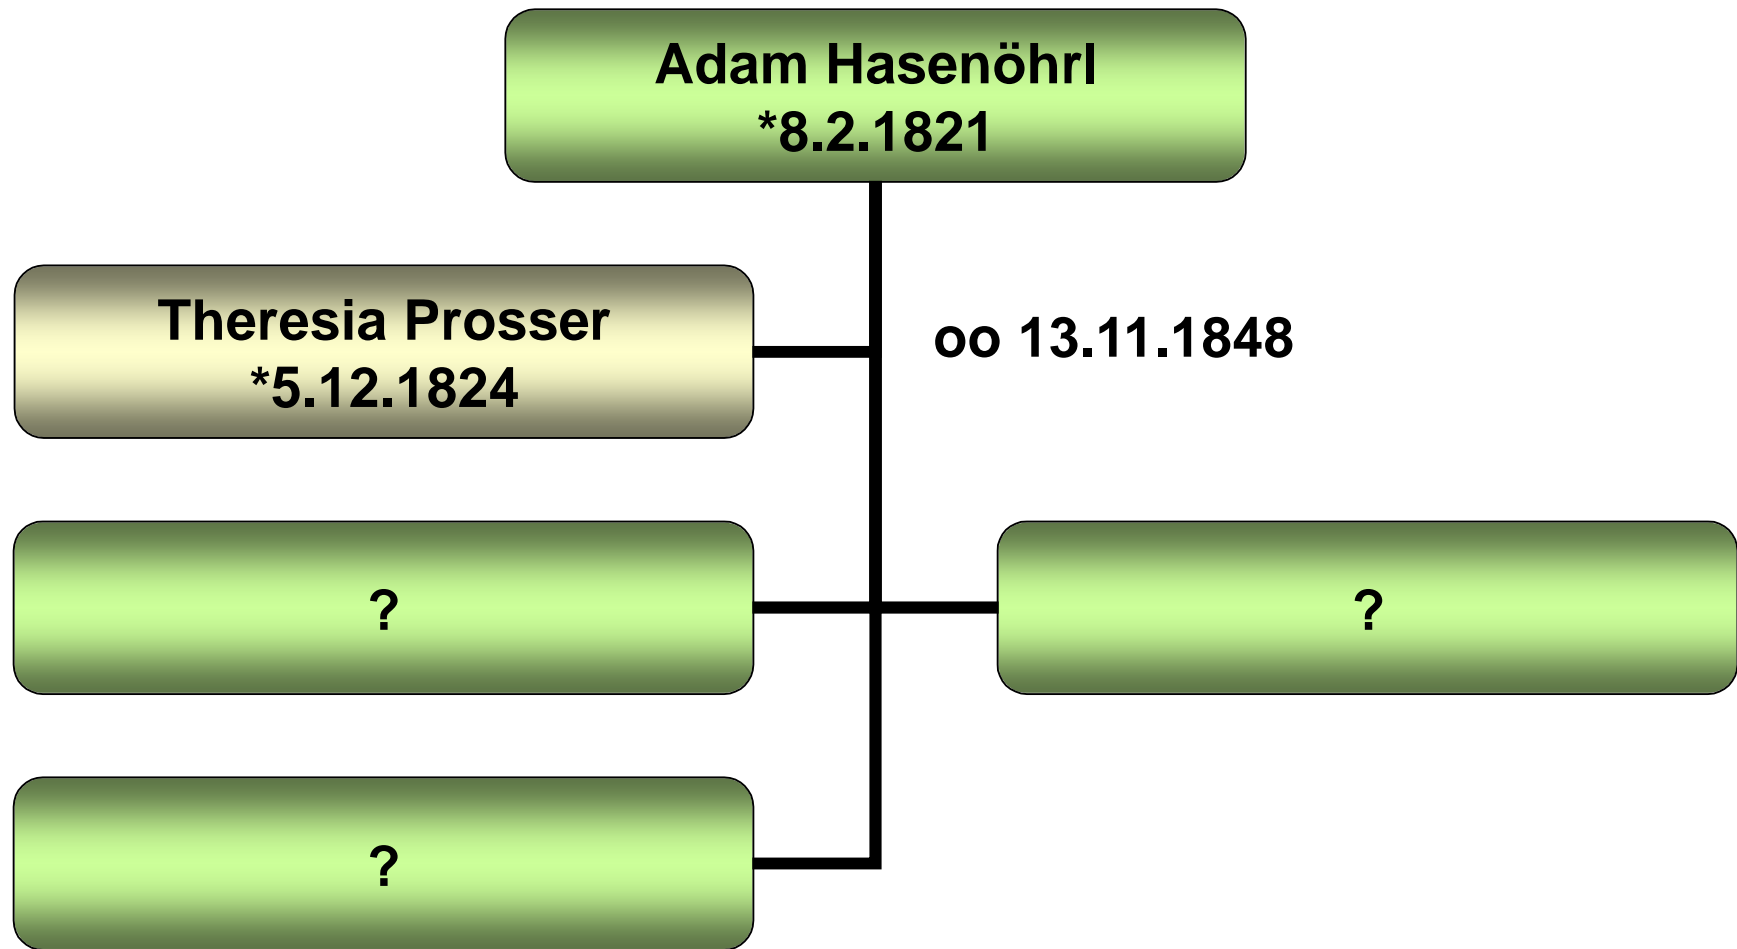 Adam Hasenöhrl
*8.2.1821
Theresia Prosser
*5.12.1824
oo 13.11.1848
?
?
?